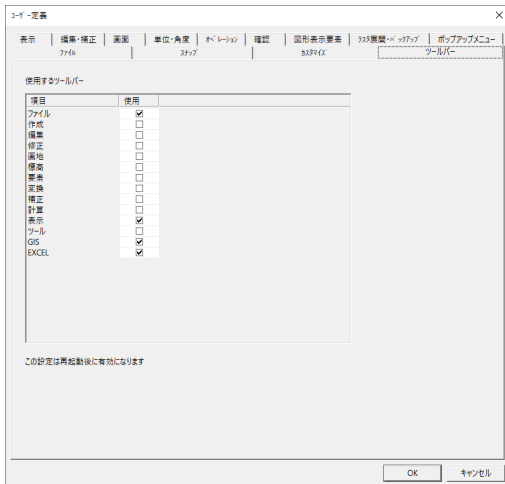 ﾕｰｻﾞｰ定義
表示 編集・補正 画面 単位・角度 ｵﾍﾟﾚｰｼｮﾝ 確認 図形表示要素 ﾗｽﾀ展開・ﾊﾞｯｸｱｯﾌﾟ ポップアップメニュー
ﾌｧｲﾙ ｽﾅｯﾌﾟ ｶｽﾀﾏｲｽﾞ ツールバー
使用するツールバー
項目 使用
ファイル
作成
編集
修正
画地
標高
要素
変換
補正
計算
表示
ツール
GIS
EXCEL
この設定は再起動後に有効になります
OK キャンセル